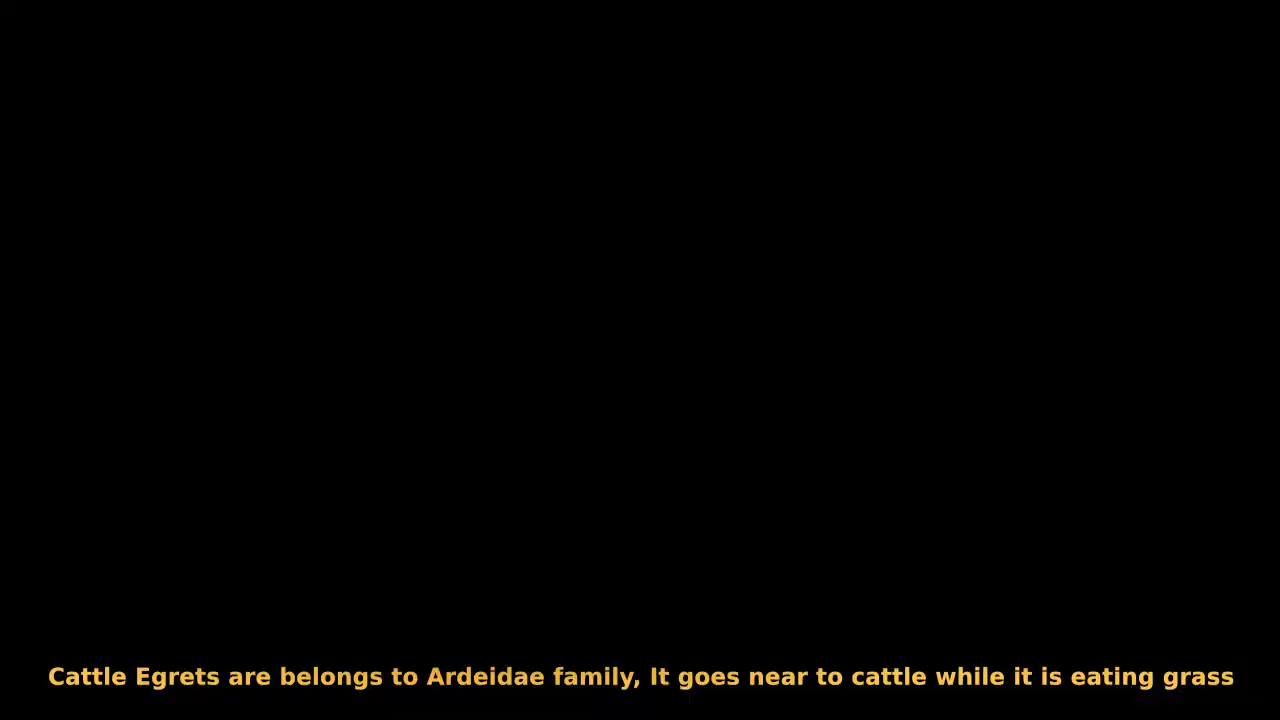 Cattle Egrets are belongs to Ardeidae family, It goes near to cattle while it is eating grass